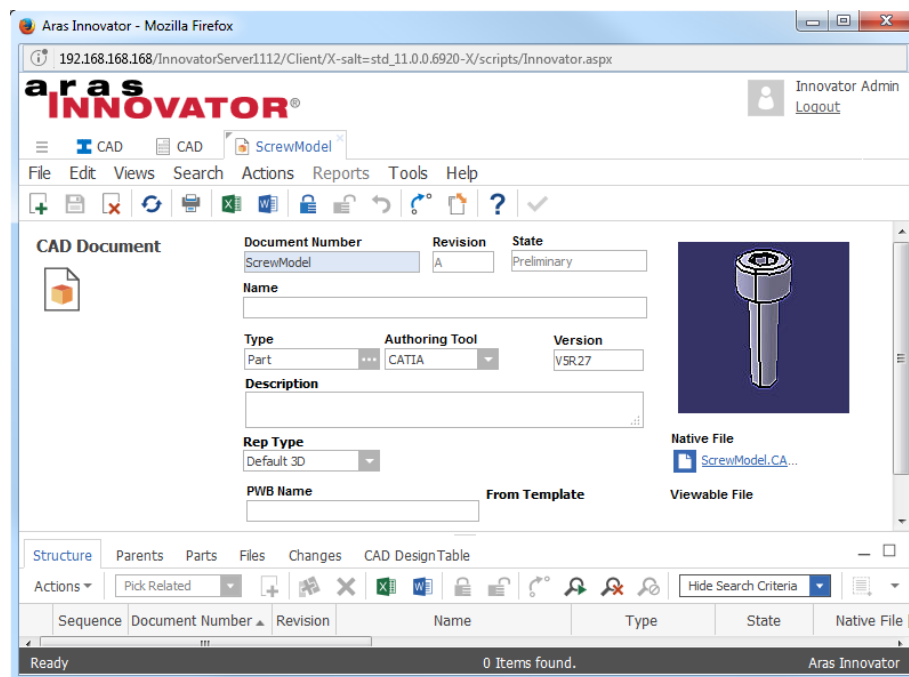 Aras Innovator - Mozilla Firefox
192.168.168.168/InnovatorServer1112/Client/X-salt=std_11.0.0.6920-X/scripts/Innovator.aspx
aras
INNOVATOR®
Innovator Admin
Logout
CAD CAD ScrewModel
File Edit Views Search Actions Reports Tools Help
CAD Document
Document Number Revision State
ScrewModel A Preliminary
Name
Type Authoring Tool Version
Part CATIA V5R27
Description
Rep Type
Default 3D
Native File
ScrewModel.CA...
PWB Name From Template Viewable File
Structure Parents Parts Files Changes CAD DesignTable
Actions Pick Related Hide Search Criteria
Sequence Document Number Revision Name Type State Native File
Ready 0 Items found. Aras Innovator